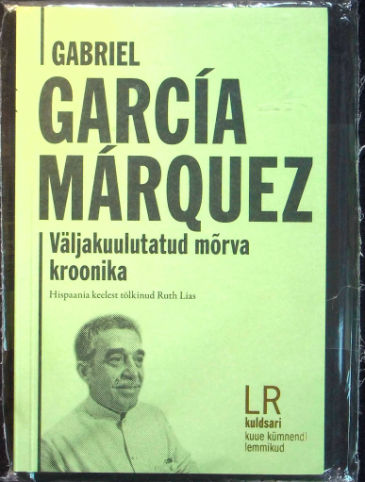 GABRIEL
GARCÍA
MÁRQUEZ
Väljakuulutatud mõrva
kroonika
Hispaania keelest tõlkinud Ruth Lias
LR
kuldsari
kuue kümnendi
lemmikud